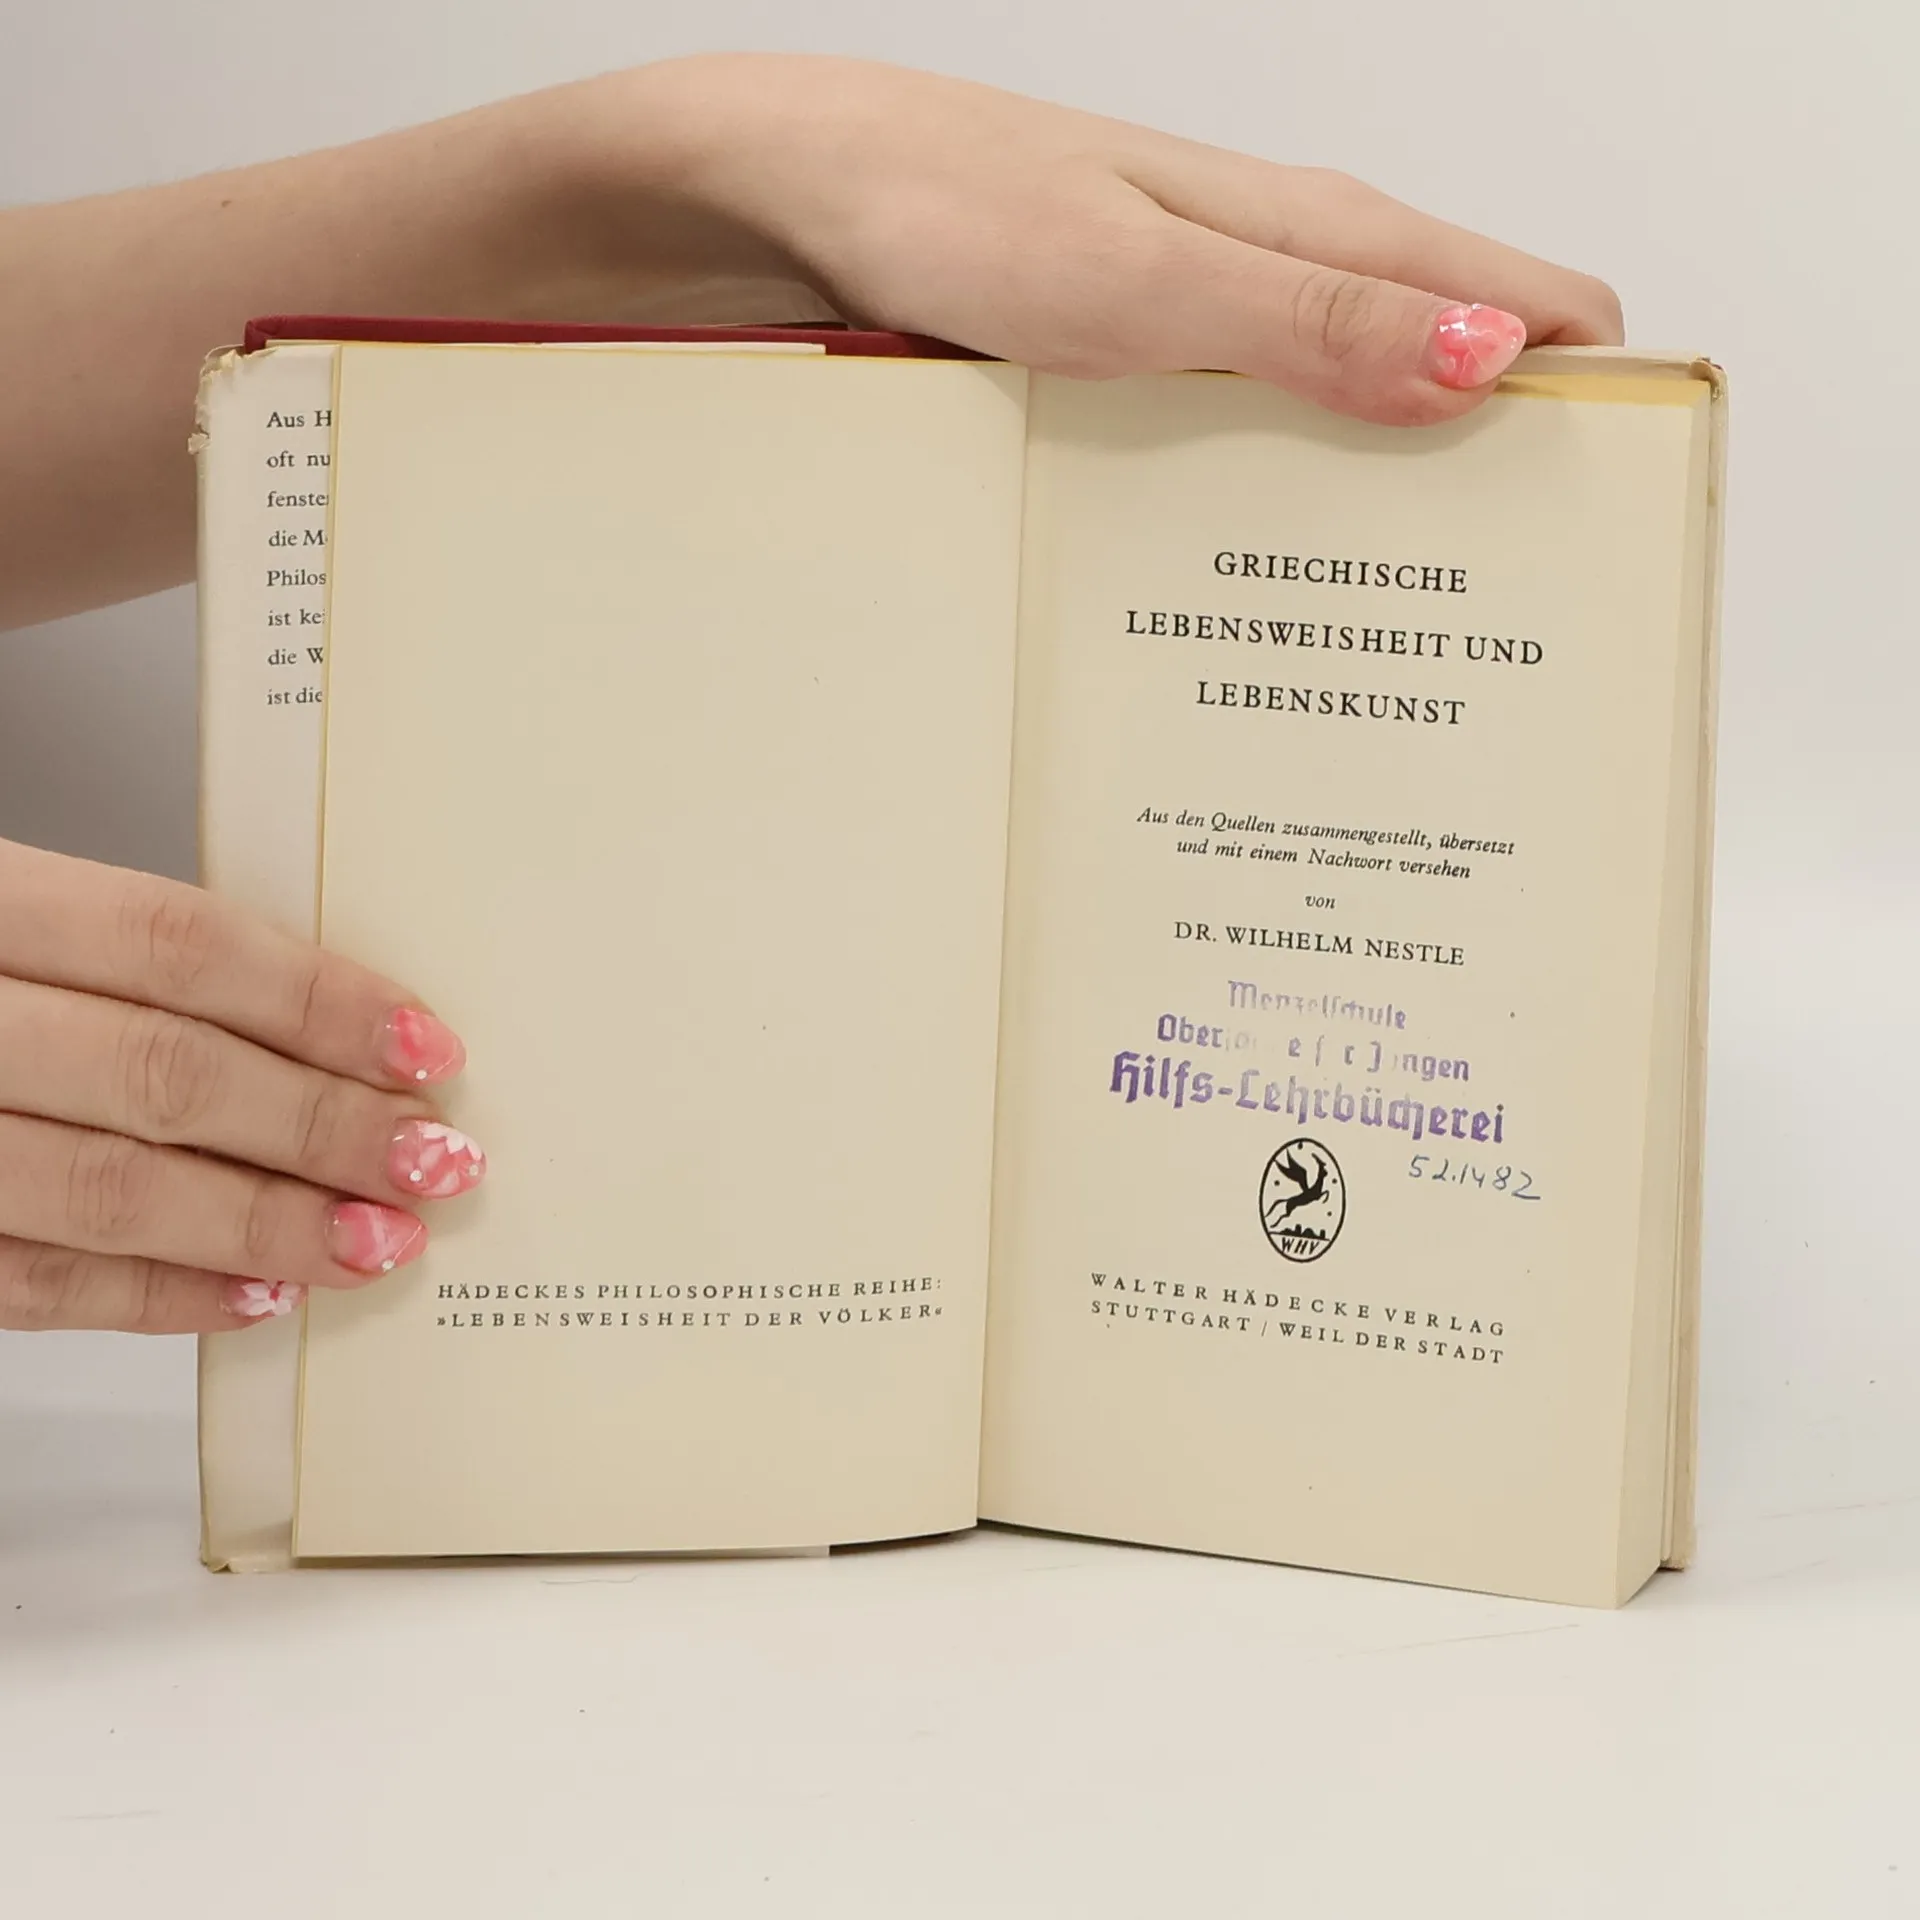 Aus H
oft nu
fenste
die M
Philos
ist ke
die W
ist die
HÄDECKES PHILOSOPHISCHE REIHE:
»LEBENSWEISHEIT DER VÖLKER«
GRIECHISCHE
LEBENSWEISHEIT UND
LEBENSKUNST
Aus den Quellen zusammengestellt, übersetzt
und mit einem Nachwort versehen
von
DR. WILHELM NESTLE
Menzelschule
Hilfs-Lehrbücherei
52.1482
WHV
WALTER HÄDECKE VERLAG
STUTTGART / WEIL DER STADT